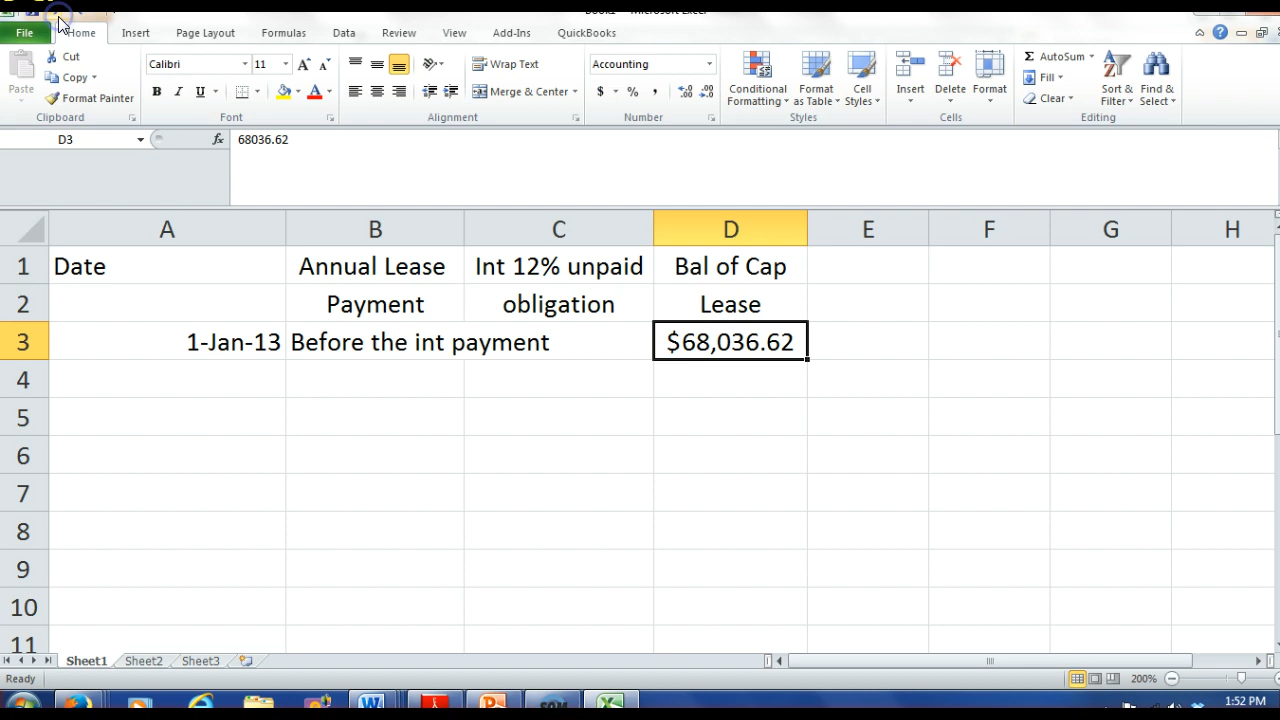 File Home Insert Page Layout Formulas Data Review View Add-Ins QuickBooks
Cut
Copy
Format Painter
Paste
Calibri 11
Wrap Text
Merge & Center
Accounting
$ % ,
Conditional Formatting
Format as Table
Cell Styles
Insert Delete Format
AutoSum
Fill
Clear
Sort & Filter
Find & Select
Clipboard Font Alignment Number Styles Cells Editing
D3 fx 68036.62
A B C D E F G H
1 Date Annual Lease Int 12% unpaid Bal of Cap
2 Payment obligation Lease
3 1-Jan-13 Before the int payment $68,036.62
4
5
6
7
8
9
10
11
Sheet1 Sheet2 Sheet3
Ready 200%
1:52 PM